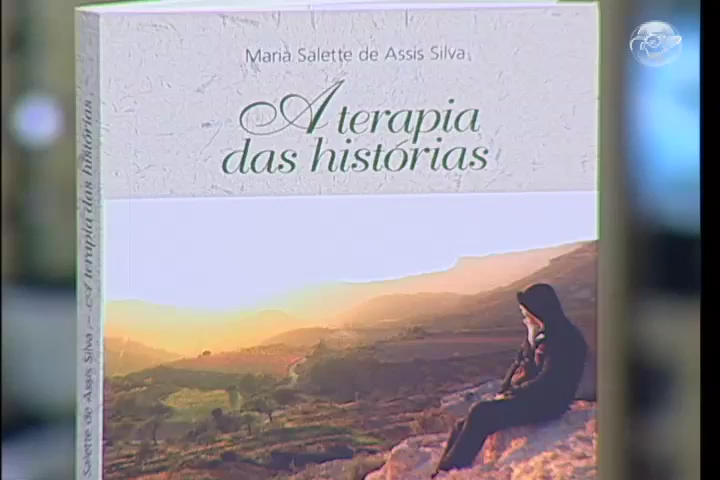 Maria Salette de Assis Silva
A terapia
das histórias
Salette de Assis Silva – A terapia das histórias